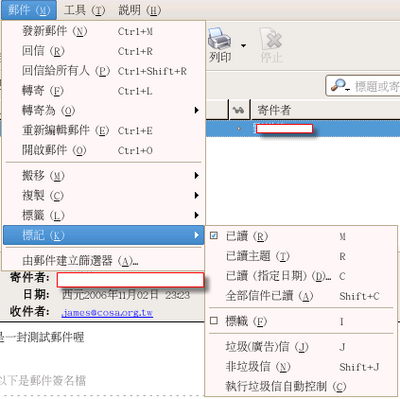 郵件 (M) 工具 (T) 說明 (H)
發新郵件 (N) Ctrl+M
回信 (R) Ctrl+R
回信給所有人 (P) Ctrl+Shift+R
轉寄 (F) Ctrl+L
轉寄為 (O)
重新編輯郵件 (E) Ctrl+E
開啟郵件 (O) Ctrl+O
搬移 (M)
複製 (C)
標籤 (L)
標記 (K)
由郵件建立篩選器 (A)…
列印
停止
標題或寄
寄件者
已讀 (R) M
已讀主題 (T) R
已讀 (指定日期) (D)… C
全部信件已讀 (A) Shift+C
標幟 (F) I
垃圾(廣告)信 (J) J
非垃圾信 (N) Shift+J
執行垃圾信自動控制 (C)
寄件者:
日期: 西元2006年11月02日 23:23
收件者: james@cosa.org.tw
是一封測試郵件喔
以下是郵件簽名檔